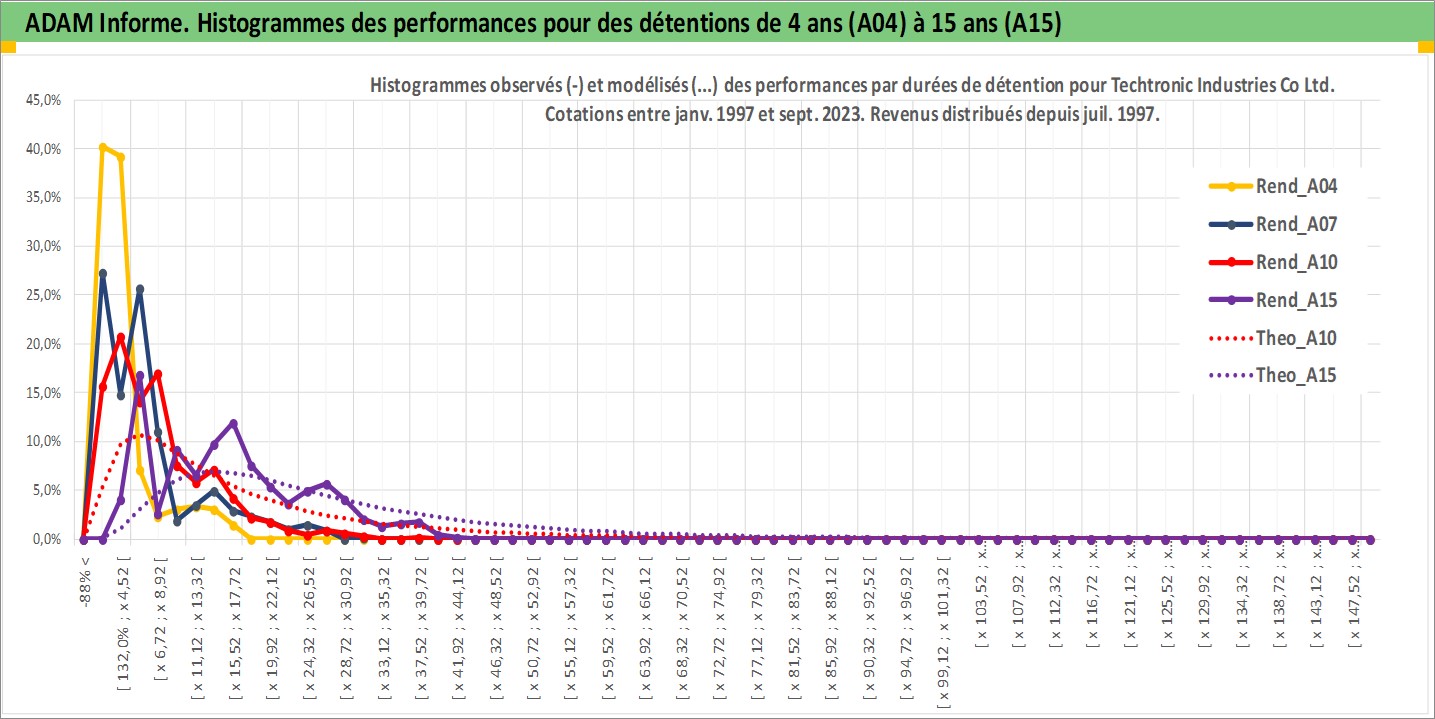 ADAM Informe. Histogrammes des performances pour des détentions de 4 ans (A04) à 15 ans (A15)
Histogrammes observés (-) et modélisés (...) des performances par durées de détention pour Techtronic Industries Co Ltd.
Cotations entre janv. 1997 et sept. 2023. Revenus distribués depuis juil. 1997.
45,0%
40,0%
35,0%
30,0%
25,0%
20,0%
15,0%
10,0%
5,0%
0,0%
Rend_A04
Rend_A07
Rend_A10
Rend_A15
Theo_A10
Theo_A15
-88% <
[ 132,0% ; x 4,52 [
[ x 6,72 ; x 8,92 [
[ x 11,12 ; x 13,32 [
[ x 15,52 ; x 17,72 [
[ x 19,92 ; x 22,12 [
[ x 24,32 ; x 26,52 [
[ x 28,72 ; x 30,92 [
[ x 33,12 ; x 35,32 [
[ x 37,52 ; x 39,72 [
[ x 41,92 ; x 44,12 [
[ x 46,32 ; x 48,52 [
[ x 50,72 ; x 52,92 [
[ x 55,12 ; x 57,32 [
[ x 59,52 ; x 61,72 [
[ x 63,92 ; x 66,12 [
[ x 68,32 ; x 70,52 [
[ x 72,72 ; x 74,92 [
[ x 77,12 ; x 79,32 [
[ x 81,52 ; x 83,72 [
[ x 85,92 ; x 88,12 [
[ x 90,32 ; x 92,52 [
[ x 94,72 ; x 96,92 [
[ x 99,12 ; x 101,32 [
[ x 103,52 ; x...
[ x 107,92 ; x...
[ x 112,32 ; x...
[ x 116,72 ; x...
[ x 121,12 ; x...
[ x 125,52 ; x...
[ x 129,92 ; x...
[ x 134,32 ; x...
[ x 138,72 ; x...
[ x 143,12 ; x...
[ x 147,52 ; x...